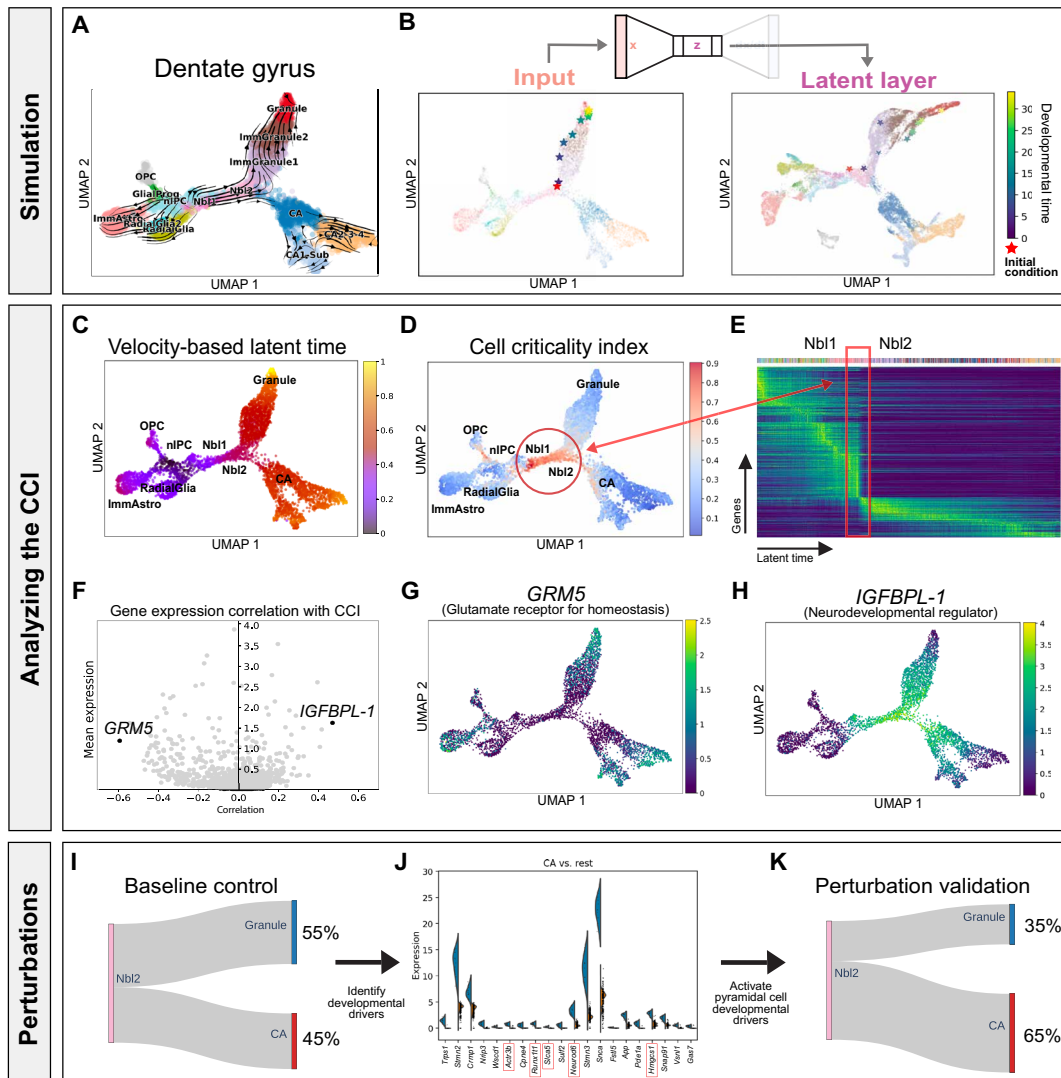 Simulation
A
Dentate gyrus
Granule
ImmGranule2
ImmGranule1
OPC
GlialProg
nIPC
Nbl1
Nbl2
ImmAstro
RadialGlia2
RadialGlia
CA
CA2-3-4
CA1-Sub
UMAP 2
UMAP 1
B
x
z
Input
Latent layer
UMAP 2
UMAP 1
UMAP 2
UMAP 1
30
25
20
15
10
5
0
Developmental time
Initial
condition
Analyzing the CCI
C
Velocity-based latent time
Granule
OPC
nIPC
Nbl1
Nbl2
RadialGlia
ImmAstro
CA
UMAP 2
UMAP 1
1
0.8
0.6
0.4
0.2
0
D
Cell criticality index
Granule
OPC
nIPC
Nbl1
Nbl2
RadialGlia
ImmAstro
CA
UMAP 2
UMAP 1
0.9
0.8
0.7
0.6
0.5
0.4
0.3
0.2
0.1
E
Nbl1
Nbl2
Genes
Latent time
F
Gene expression correlation with CCI
4.0
3.5
3.0
2.5
2.0
1.5
1.0
0.5
GRM5
IGFBPL-1
Mean expression
−0.6
−0.4
−0.2
0.0
0.2
0.4
0.6
Correlation
G
GRM5
(Glutamate receptor for homeostasis)
UMAP 2
UMAP 1
2.5
2
1.5
1
0.5
0
H
IGFBPL-1
(Neurodevelopmental regulator)
UMAP 2
UMAP 1
4
3.5
3
2.5
2
1.5
1
0.5
0
Perturbations
I
Baseline control
Nbl2
Granule
55%
CA
45%
Identify
developmental
drivers
J
CA vs. rest
Expression
30
25
20
15
10
5
0
Trps1
Stmn2
Crmp1
Nrip3
Wscd1
Actr3b
Cpne4
Runx1t1
Slca5
Sulf2
Neurod6
Stmn3
Snca
Fstl5
App
Pde1a
Hmgcs1
Snap91
Vsnl1
Gas7
Activate
pyramidal cell
developmental
drivers
K
Perturbation validation
Nbl2
Granule
35%
CA
65%